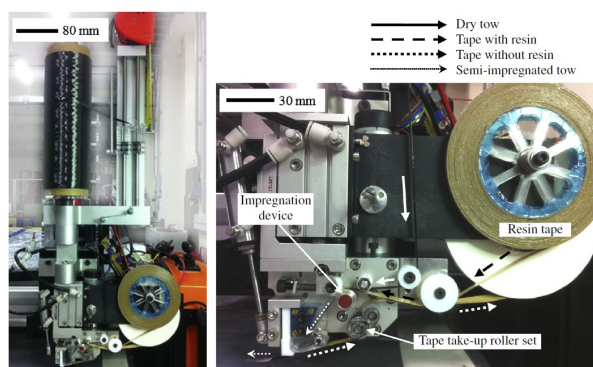 80 mm
Dry tow
Tape with resin
Tape without resin
Semi-impregnated tow
30 mm
Impregnation
device
Resin tape
Tape take-up roller set